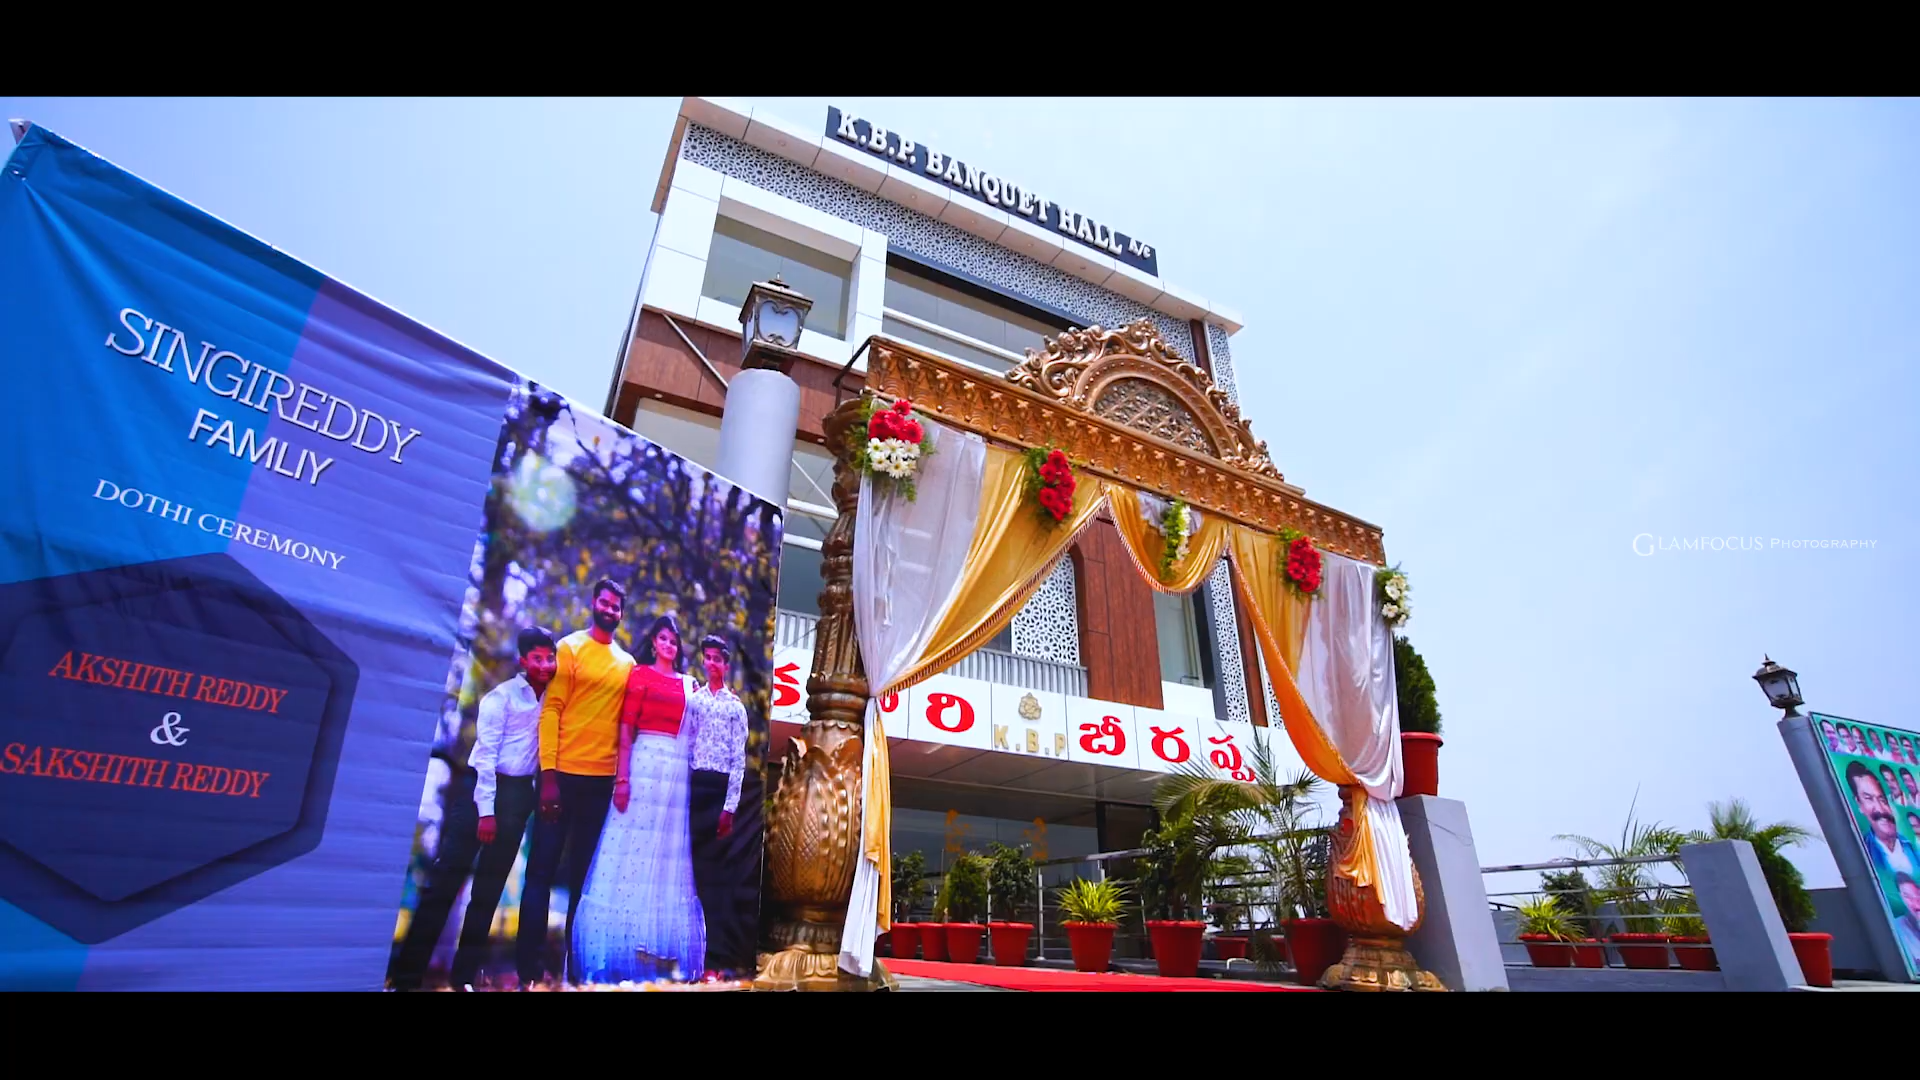 K.B.P. BANQUET HALL A/C
SINGIREDDY
FAMLIY
DOTHI CEREMONY
AKSHITH REDDY
&
SAKSHITH REDDY
రి K.B.P బీరప్ప
GLAMFOCUS PHOTOGRAPHY